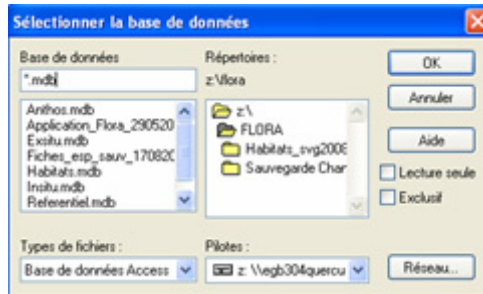 Sélectionner la base de données
Base de données
Répertoires :
OK
*.mdb
z:\flora
Annuler
Anthos.mdb
z:\
Application_Flora_290520
FLORA
Aide
Exsitu.mdb
Habitats_svg2008
Fiches_esp_sauv_17082C
Sauvegarde Char
Lecture seule
Habitats.mdb
Insitu.mdb
Exclusif
Referentiel.mdb
Types de fichiers :
Pilotes :
Base de données Access
z: \\egb304quercu
Réseau...